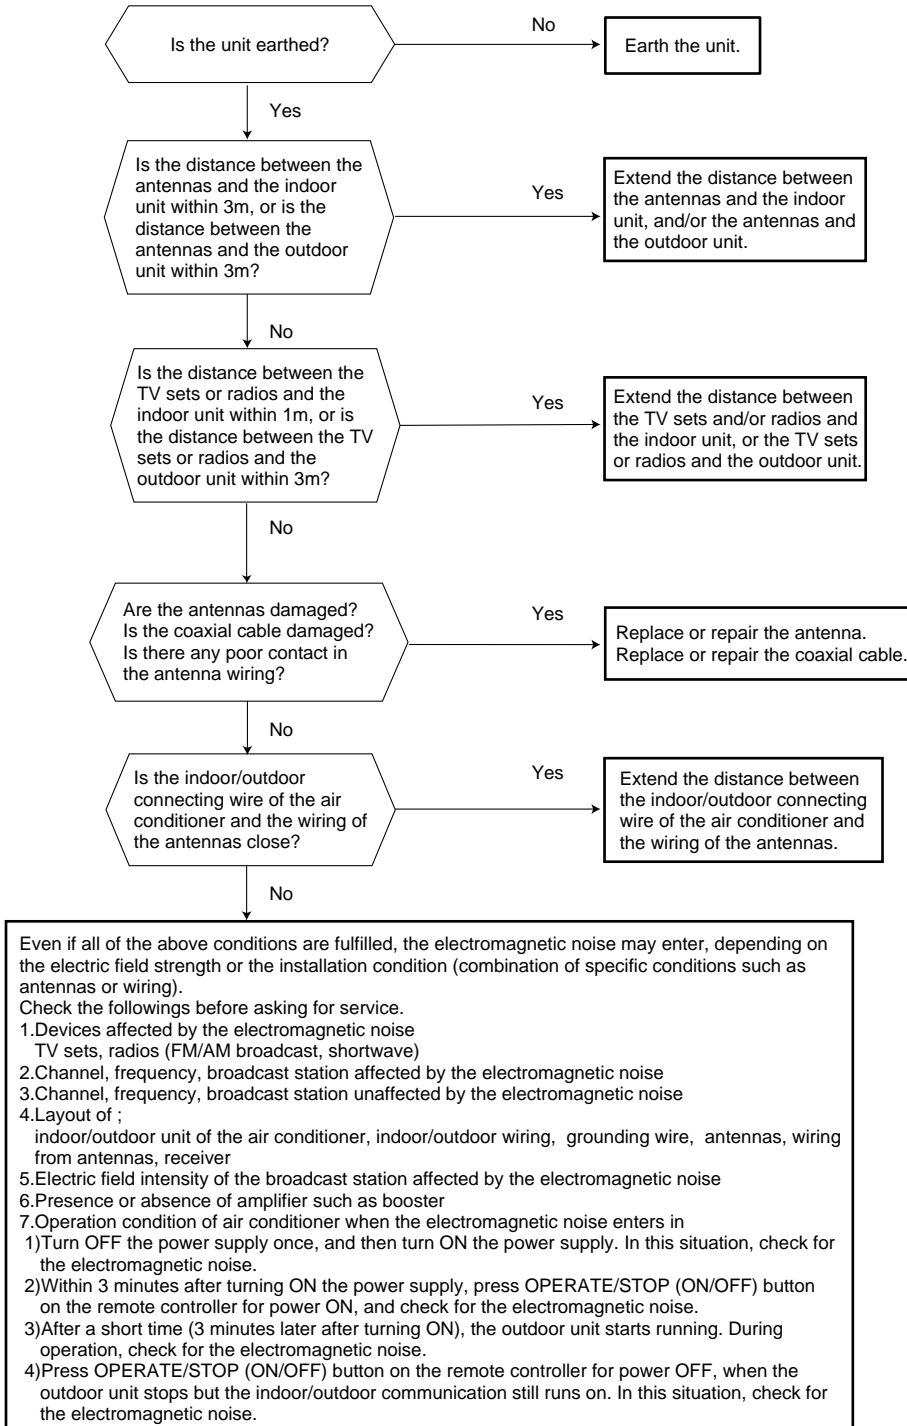 Is the unit earthed?
No
Earth the unit.
Yes
Is the distance between the
antennas and the indoor
unit within 3m, or is the
distance between the
antennas and the outdoor
unit within 3m?
Yes
Extend the distance between
the antennas and the indoor
unit, and/or the antennas and
the outdoor unit.
No
Is the distance between the
TV sets or radios and the
indoor unit within 1m, or is
the distance between the TV
sets or radios and the
outdoor unit within 3m?
Yes
Extend the distance between
the TV sets and/or radios and
the indoor unit, or the TV sets
or radios and the outdoor unit.
No
Are the antennas damaged?
Is the coaxial cable damaged?
Is there any poor contact in
the antenna wiring?
Yes
Replace or repair the antenna.
Replace or repair the coaxial cable.
No
Is the indoor/outdoor
connecting wire of the air
conditioner and the wiring of
the antennas close?
Yes
Extend the distance between
the indoor/outdoor connecting
wire of the air conditioner and
the wiring of the antennas.
No
Even if all of the above conditions are fulfilled, the electromagnetic noise may enter, depending on
the electric field strength or the installation condition (combination of specific conditions such as
antennas or wiring).
Check the followings before asking for service.
1.Devices affected by the electromagnetic noise
TV sets, radios (FM/AM broadcast, shortwave)
2.Channel, frequency, broadcast station affected by the electromagnetic noise
3.Channel, frequency, broadcast station unaffected by the electromagnetic noise
4.Layout of ;
indoor/outdoor unit of the air conditioner, indoor/outdoor wiring, grounding wire, antennas, wiring
from antennas, receiver
5.Electric field intensity of the broadcast station affected by the electromagnetic noise
6.Presence or absence of amplifier such as booster
7.Operation condition of air conditioner when the electromagnetic noise enters in
1)Turn OFF the power supply once, and then turn ON the power supply. In this situation, check for
the electromagnetic noise.
2)Within 3 minutes after turning ON the power supply, press OPERATE/STOP (ON/OFF) button
on the remote controller for power ON, and check for the electromagnetic noise.
3)After a short time (3 minutes later after turning ON), the outdoor unit starts running. During
operation, check for the electromagnetic noise.
4)Press OPERATE/STOP (ON/OFF) button on the remote controller for power OFF, when the
outdoor unit stops but the indoor/outdoor communication still runs on. In this situation, check for
the electromagnetic noise.